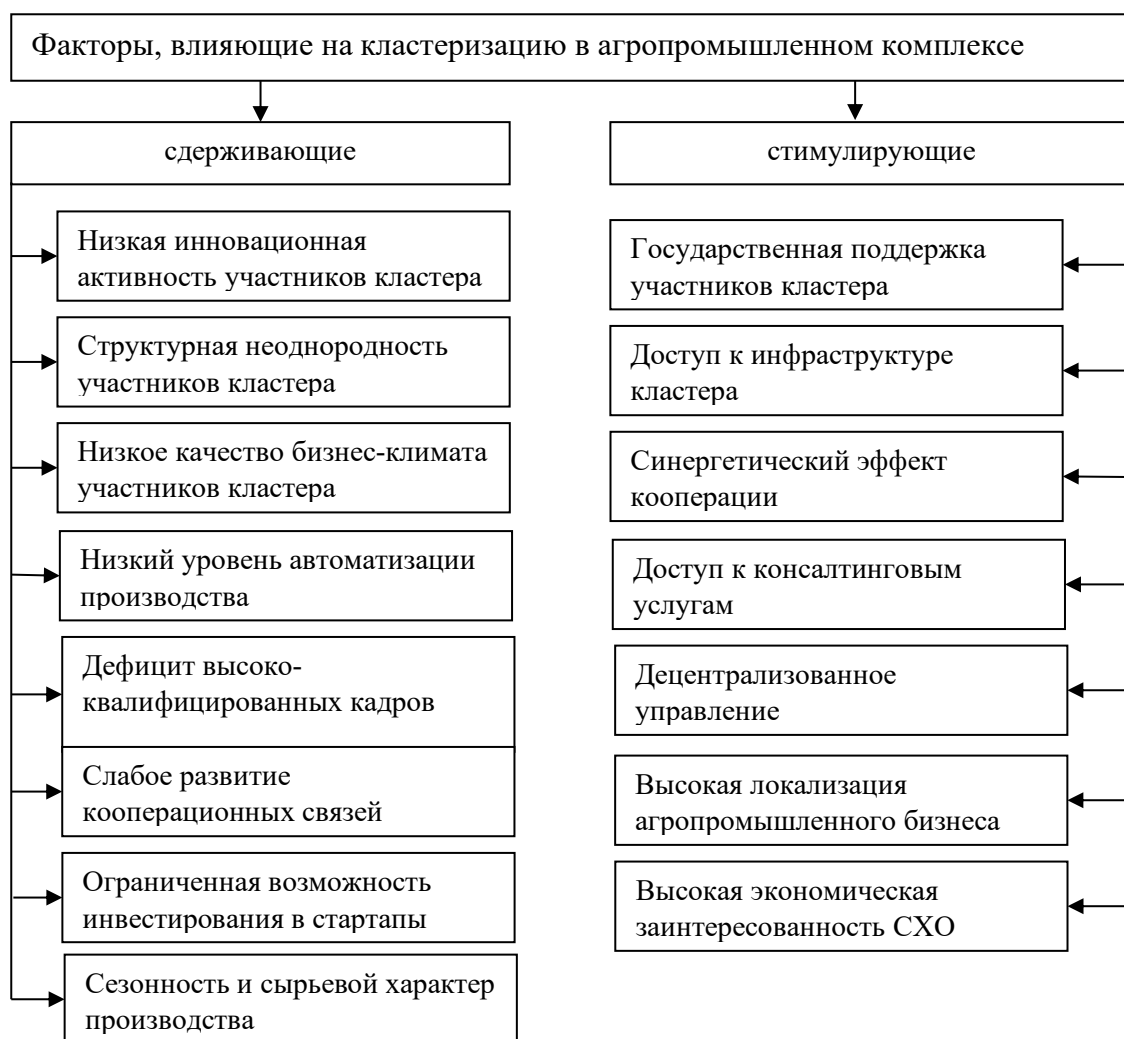 Факторы, влияющие на кластеризацию в агропромышленном комплексе
сдерживающие
Низкая инновационная
активность участников кластера
Структурная неоднородность
участников кластера
Низкое качество бизнес-климата
участников кластера
Низкий уровень автоматизации
производства
Дефицит высоко-
квалифицированных кадров
Слабое развитие
кооперационных связей
Ограниченная возможность
инвестирования в стартапы
Сезонность и сырьевой характер
производства
стимулирующие
Государственная поддержка
участников кластера
Доступ к инфраструктуре
кластера
Синергетический эффект
кооперации
Доступ к консалтинговым
услугам
Децентрализованное
управление
Высокая локализация
агропромышленного бизнеса
Высокая экономическая
заинтересованность СХО